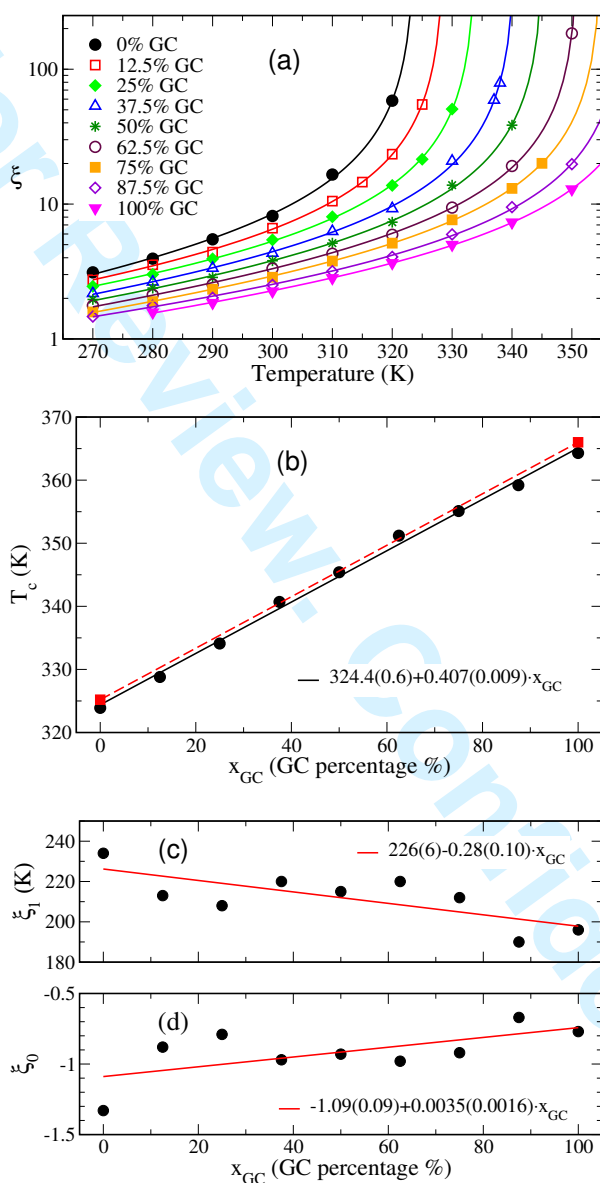 (a)
0% GC
12.5% GC
25% GC
37.5% GC
50% GC
62.5% GC
75% GC
87.5% GC
100% GC
100
10
1
ξ
270 280 290 300 310 320 330 340 350
Temperature (K)
(b)
370
360
350
340
330
320
T_c (K)
324.4(0.6)+0.407(0.009)·x_GC
0 20 40 60 80 100
x_GC (GC percentage %)
(c)
226(6)-0.28(0.10)·x_GC
240
220
200
180
ξ_1 (K)
(d)
-0.5
-1
-1.5
ξ_0
-1.09(0.09)+0.0035(0.0016)·x_GC
0 20 40 60 80 100
x_GC (GC percentage %)
Review. Confide